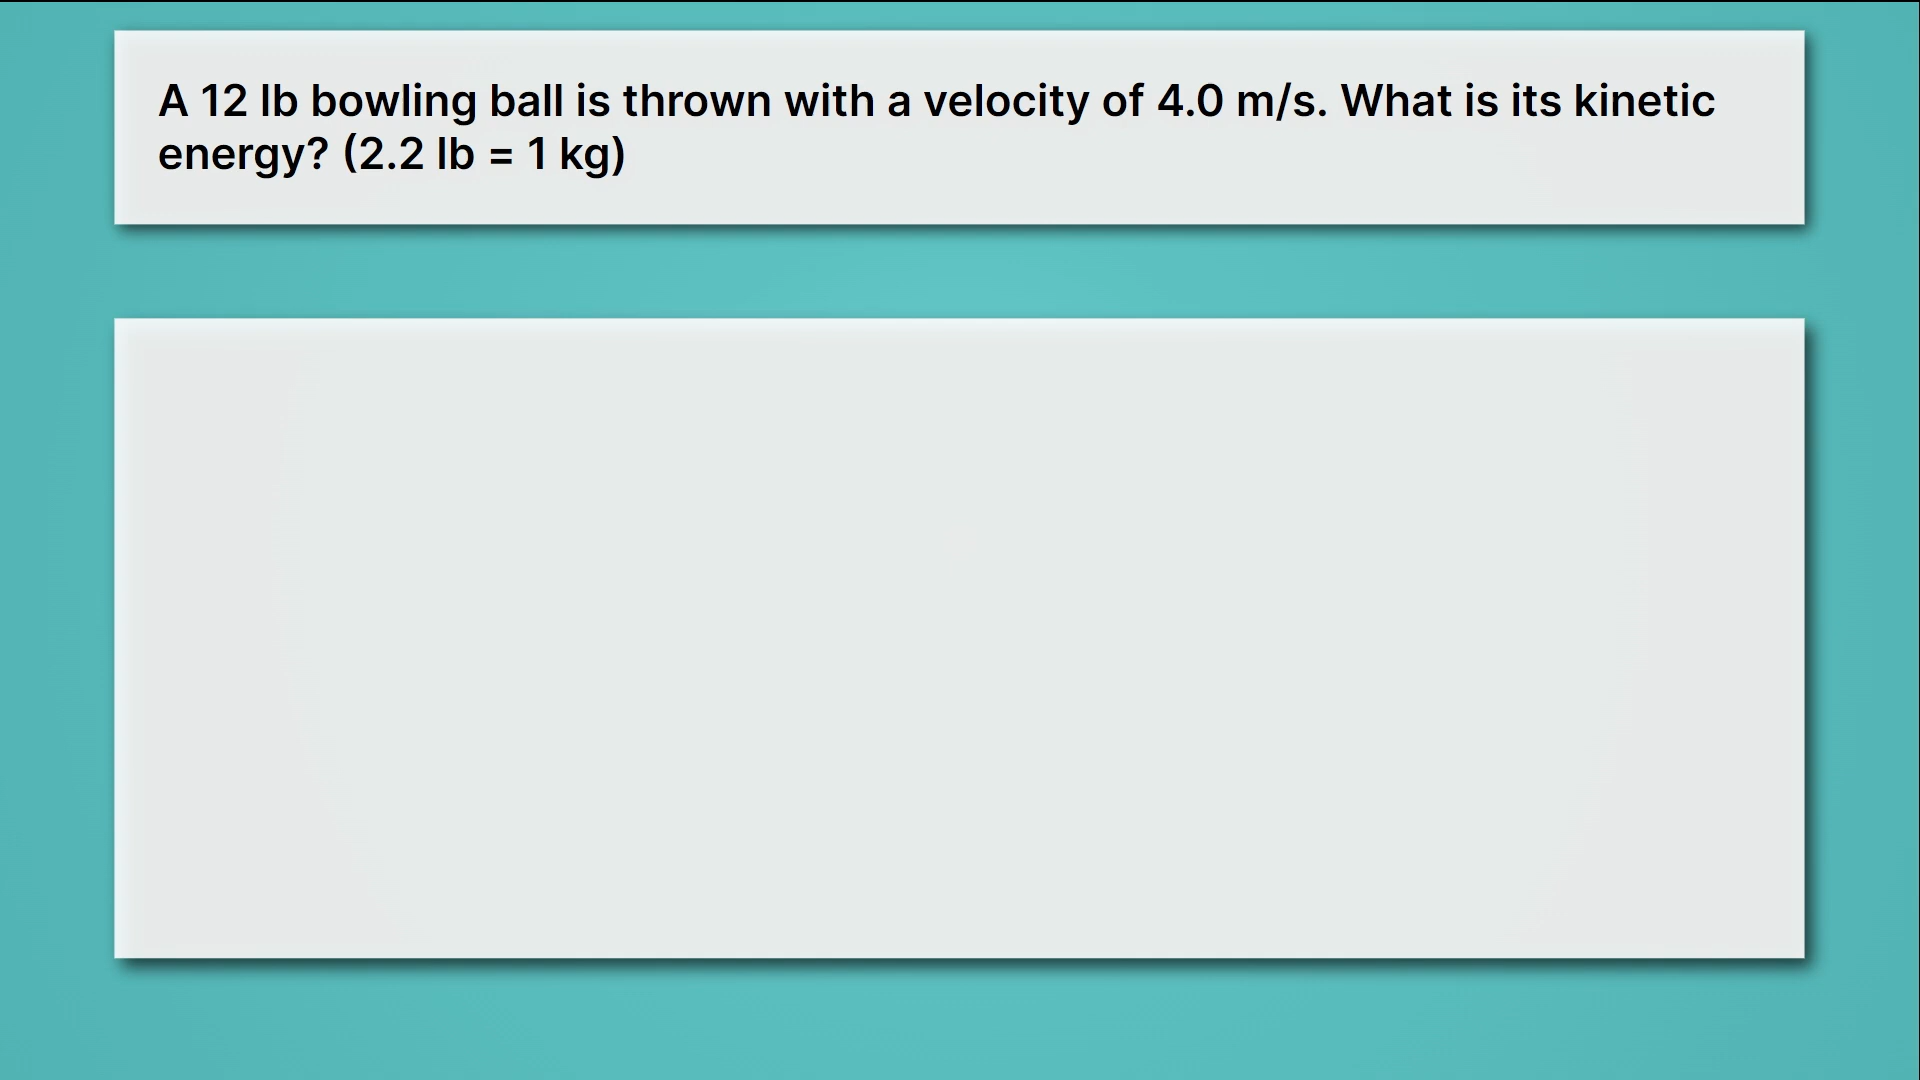 A 12 lb bowling ball is thrown with a velocity of 4.0 m/s. What is its kinetic
energy? (2.2 lb = 1 kg)